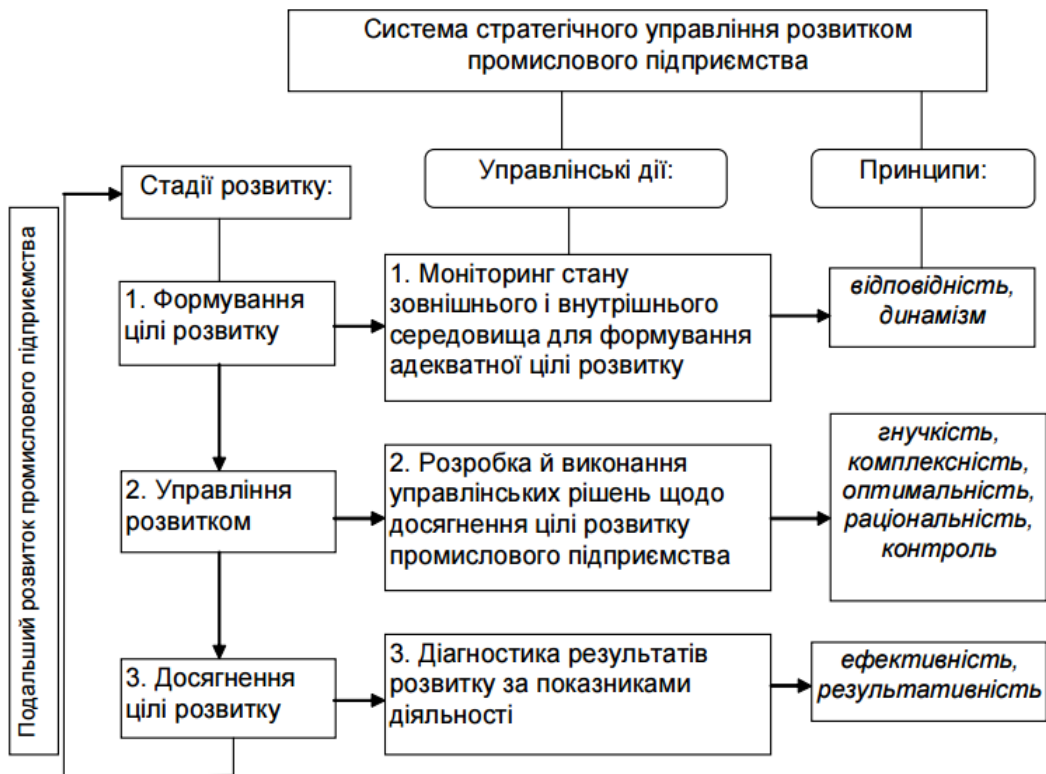 Система стратегічного управління розвитком
промислового підприємства
Стадії розвитку:
Управлінські дії:
Принципи:
Подальший розвиток промислового підприємства
1. Формування
цілі розвитку
1. Моніторинг стану
зовнішнього і внутрішнього
середовища для формування
адекватної цілі розвитку
відповідність,
динамізм
2. Управління
розвитком
2. Розробка й виконання
управлінських рішень щодо
досягнення цілі розвитку
промислового підприємства
гнучкість,
комплексність,
оптимальність,
раціональність,
контроль
3. Досягнення
цілі розвитку
3. Діагностика результатів
розвитку за показниками
діяльності
ефективність,
результативність